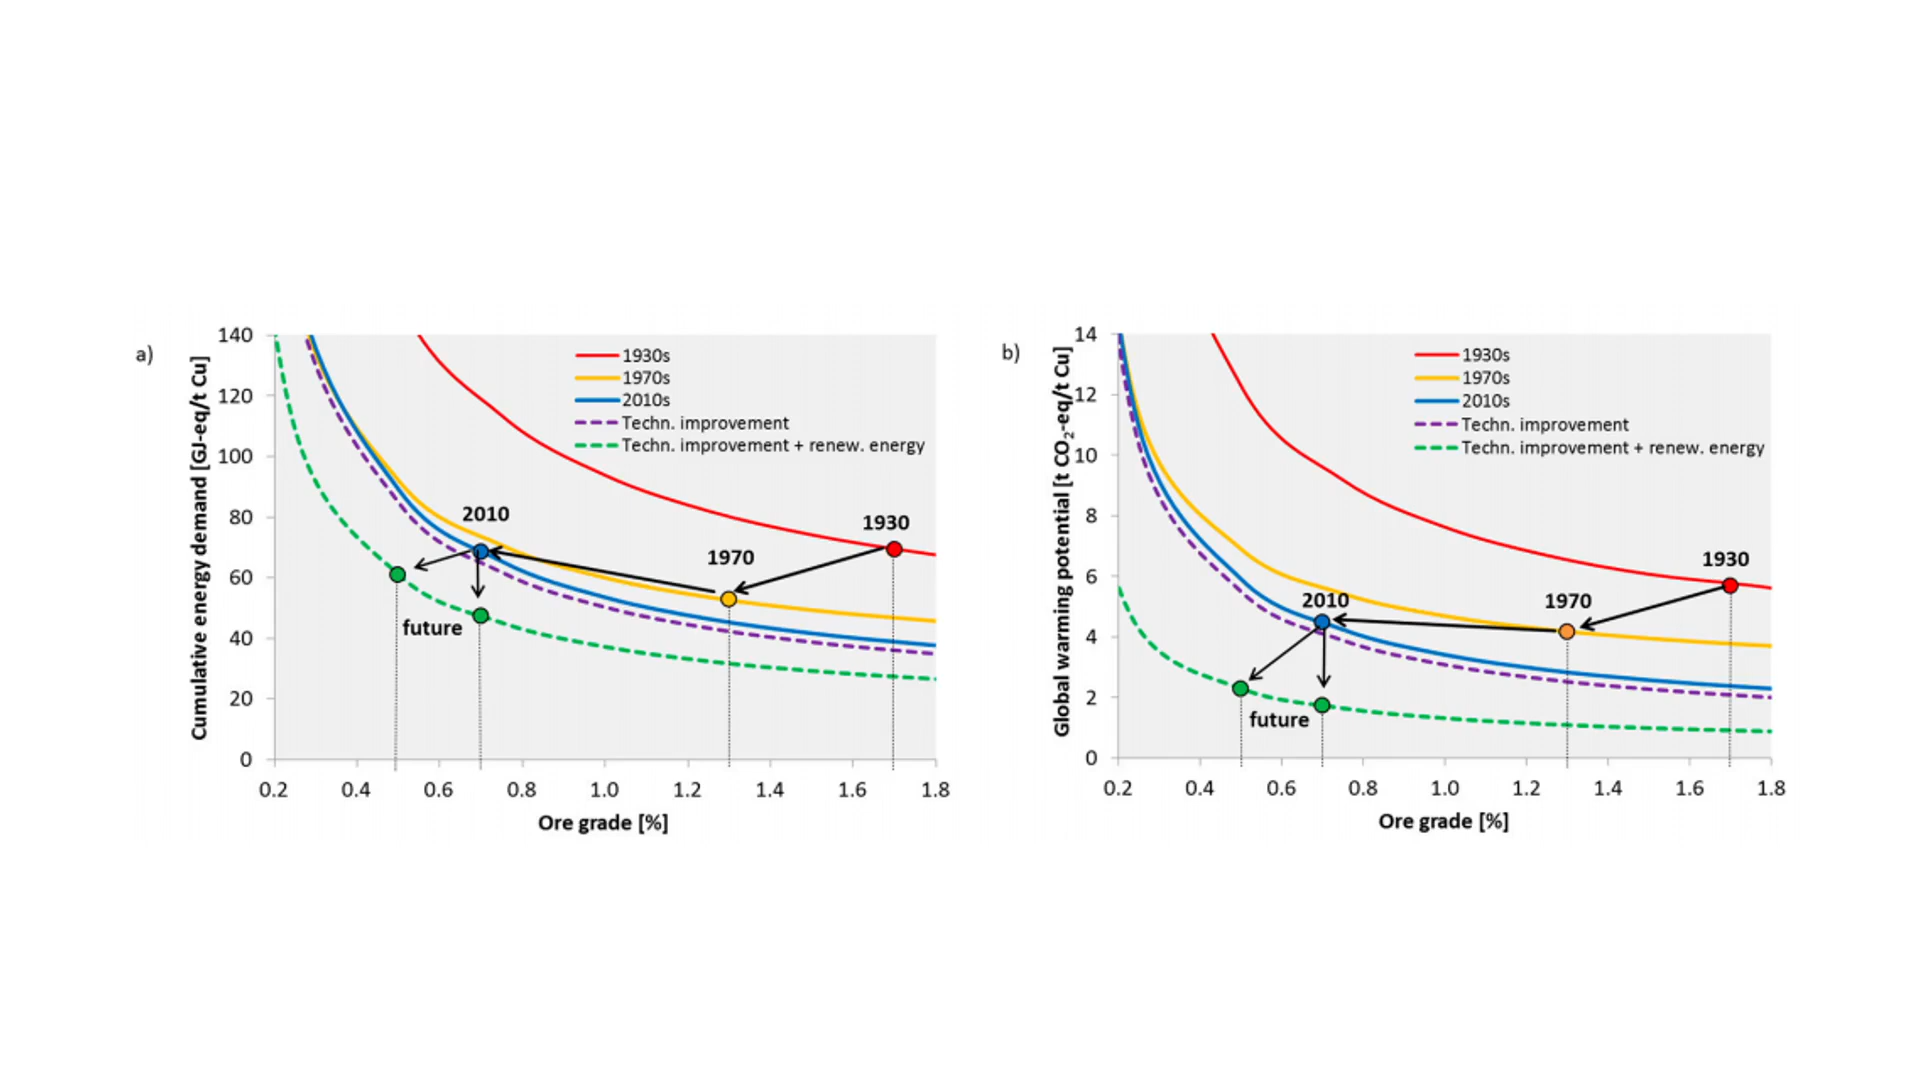 a)
Cumulative energy demand [GJ-eq/t Cu]
140
120
100
80
60
40
20
0
1930s
1970s
2010s
Techn. improvement
Techn. improvement + renew. energy
2010
1970
1930
future
0.2 0.4 0.6 0.8 1.0 1.2 1.4 1.6 1.8
Ore grade [%]
b)
Global warming potential [t CO2-eq/t Cu]
14
12
10
8
6
4
2
0
1930s
1970s
2010s
Techn. improvement
Techn. improvement + renew. energy
2010
1970
1930
future
0.2 0.4 0.6 0.8 1.0 1.2 1.4 1.6 1.8
Ore grade [%]